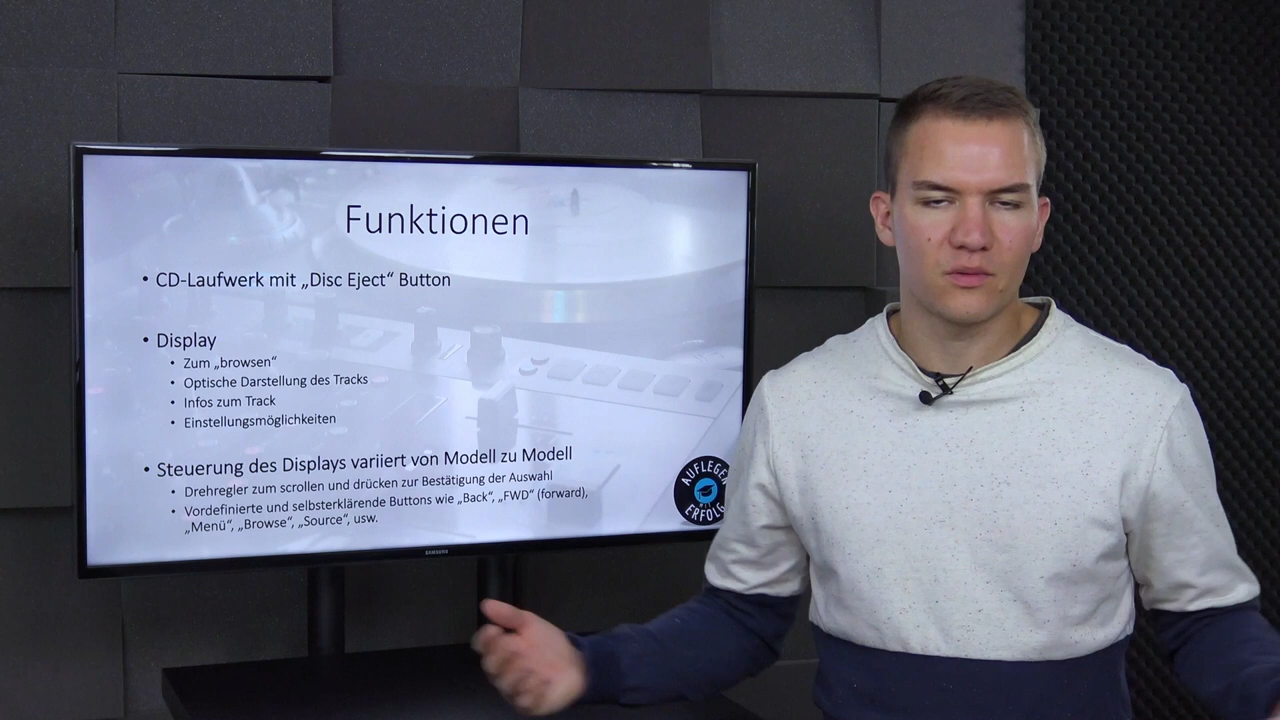 Funktionen
• CD-Laufwerk mit „Disc Eject“ Button
• Display
• Zum „browsen“
• Optische Darstellung des Tracks
• Infos zum Track
• Einstellungsmöglichkeiten
• Steuerung des Displays variiert von Modell zu Modell
• Drehregler zum scrollen und drücken zur Bestätigung der Auswahl
• Vordefinierte und selbsterklärende Buttons wie „Back“, „FWD“ (forward),
„Menü“, „Browse“, „Source“, usw.
AUFLEGEN
MIT
ERFOLG
SAMSUNG